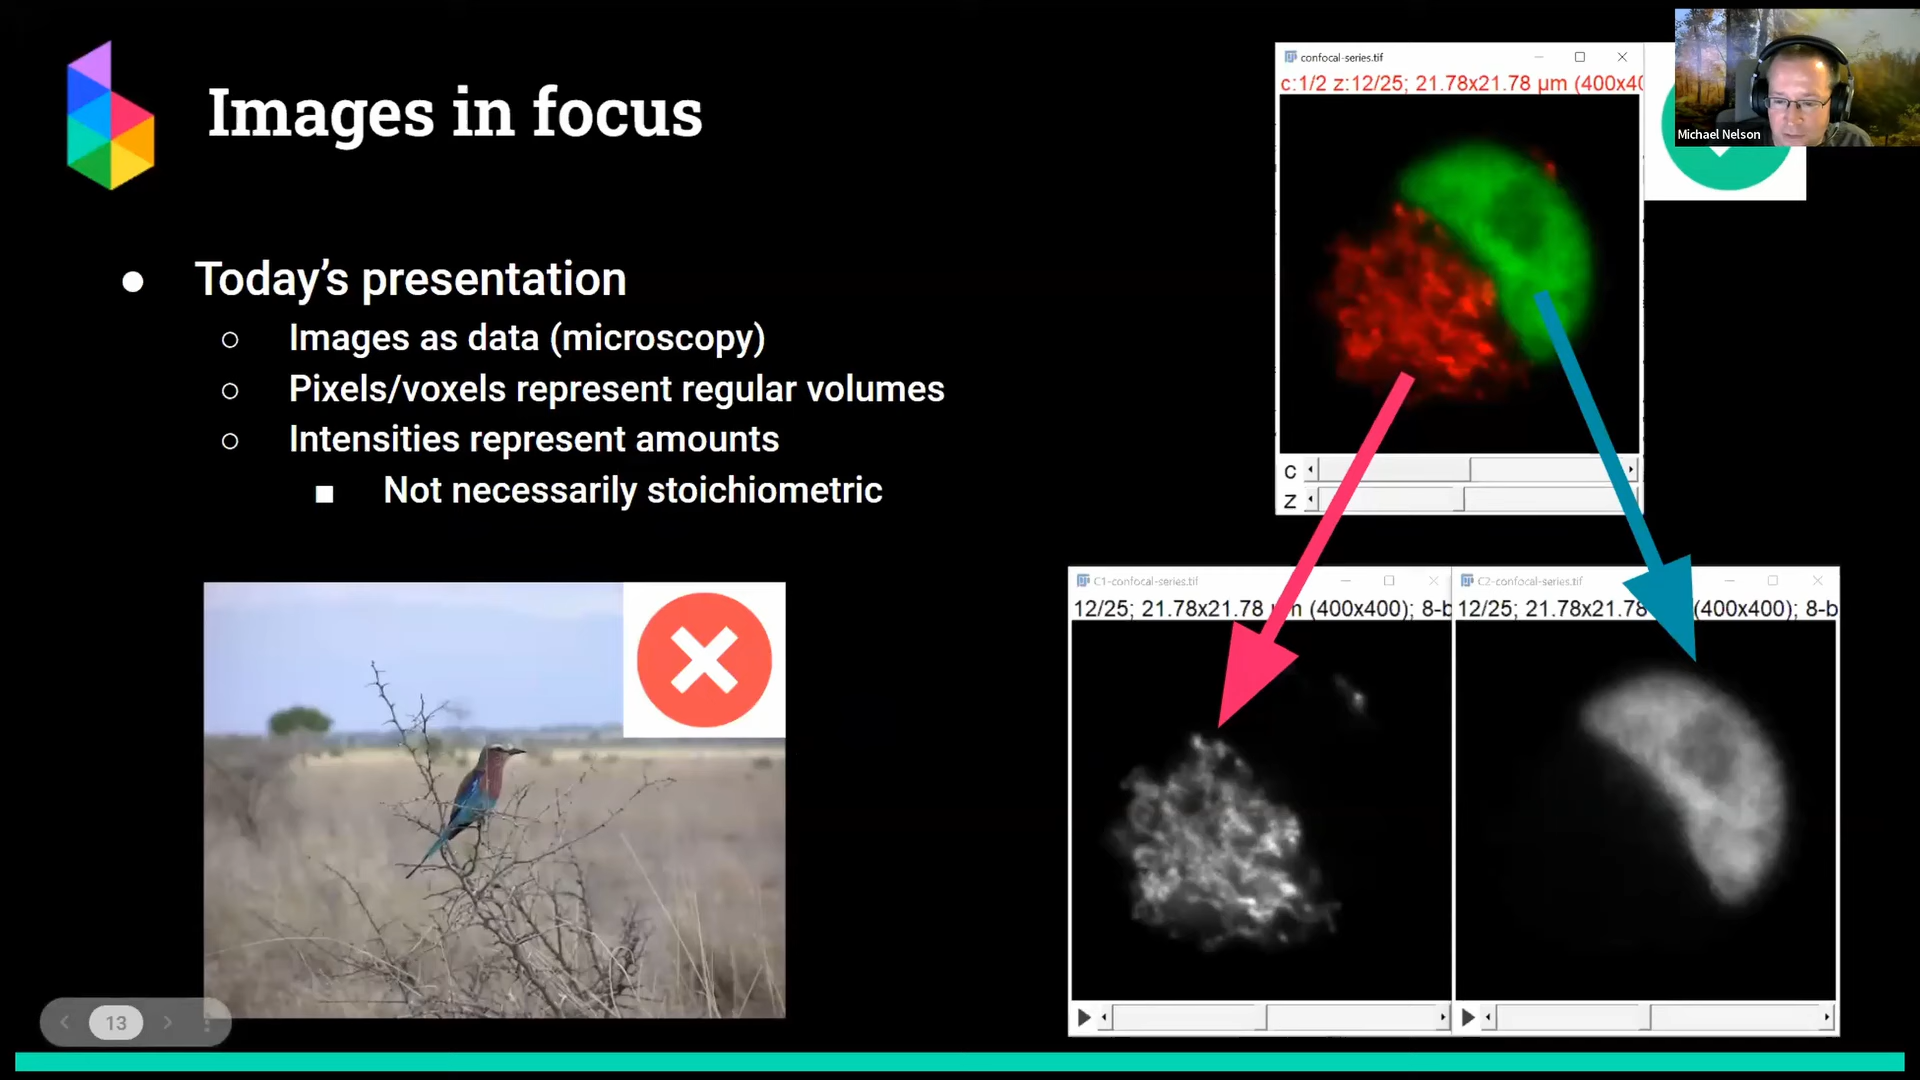 Images in focus
Today's presentation
Images as data (microscopy)
Pixels/voxels represent regular volumes
Intensities represent amounts
Not necessarily stoichiometric
confocal-series.tif
c:1/2 z:12/25; 21.78x21.78 µm (400x40
C
Z
Michael Nelson
C1-confocal-series.tif
12/25; 21.78x21.78 m (400x400); 8-b
C2-confocal-series.tif
12/25; 21.78x21.78 (400x400); 8-b
13